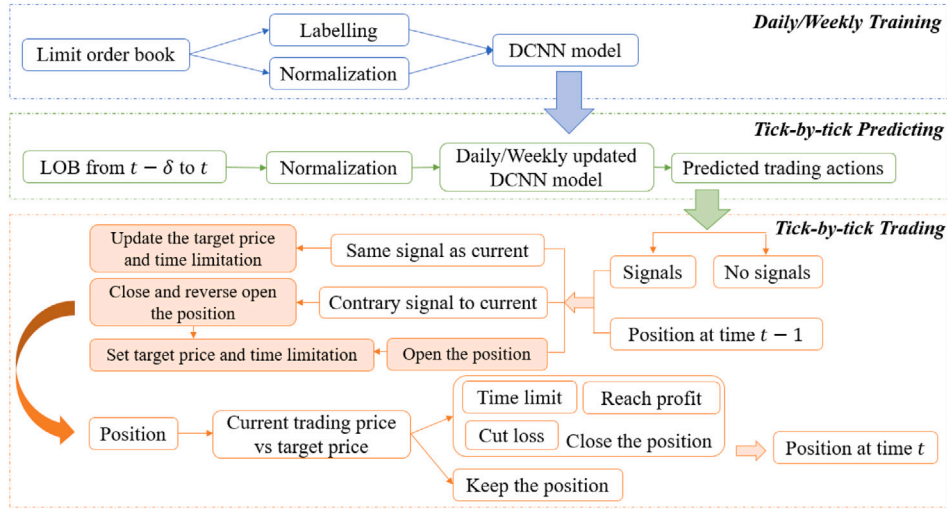 Daily/Weekly Training
Labelling
Limit order book
DCNN model
Normalization
Tick-by-tick Predicting
LOB from t − δ to t
Normalization
Daily/Weekly updated
DCNN model
Predicted trading actions
Tick-by-tick Trading
Update the target price
and time limitation
Same signal as current
Signals
No signals
Close and reverse open
the position
Contrary signal to current
Position at time t − 1
Set target price and time limitation
Open the position
Time limit
Reach profit
Position
Current trading price
vs target price
Cut loss
Close the position
Position at time t
Keep the position